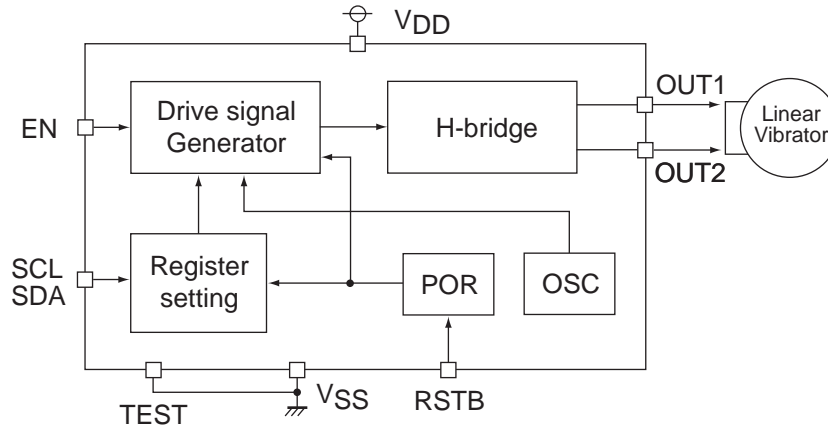 VDD
OUT1
EN
Drive signal
Generator
H-bridge
Linear
Vibrator
OUT2
SCL
SDA
Register
setting
POR
OSC
TEST
VSS
RSTB